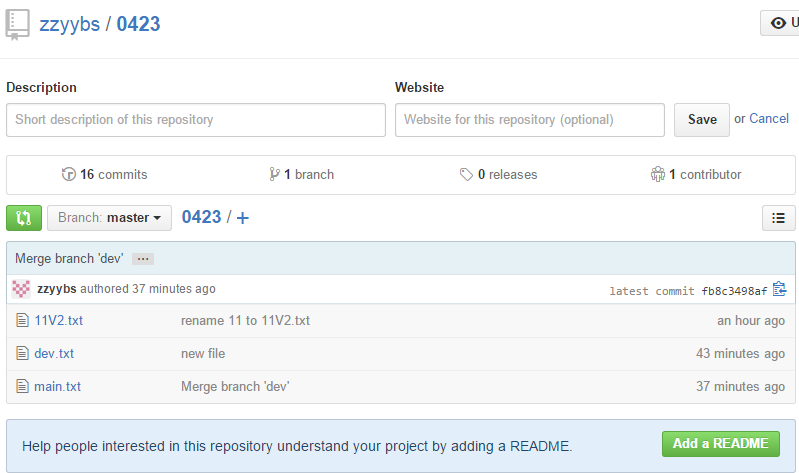 zzyybs / 0423
U
Description
Website
Short description of this repository
Website for this repository (optional)
Save
or Cancel
16 commits
1 branch
0 releases
1 contributor
Branch: master
0423 / +
Merge branch 'dev' ...
zzyybs authored 37 minutes ago
latest commit fb8c3498af
11V2.txt rename 11 to 11V2.txt an hour ago
dev.txt new file 43 minutes ago
main.txt Merge branch 'dev' 37 minutes ago
Help people interested in this repository understand your project by adding a README.
Add a README